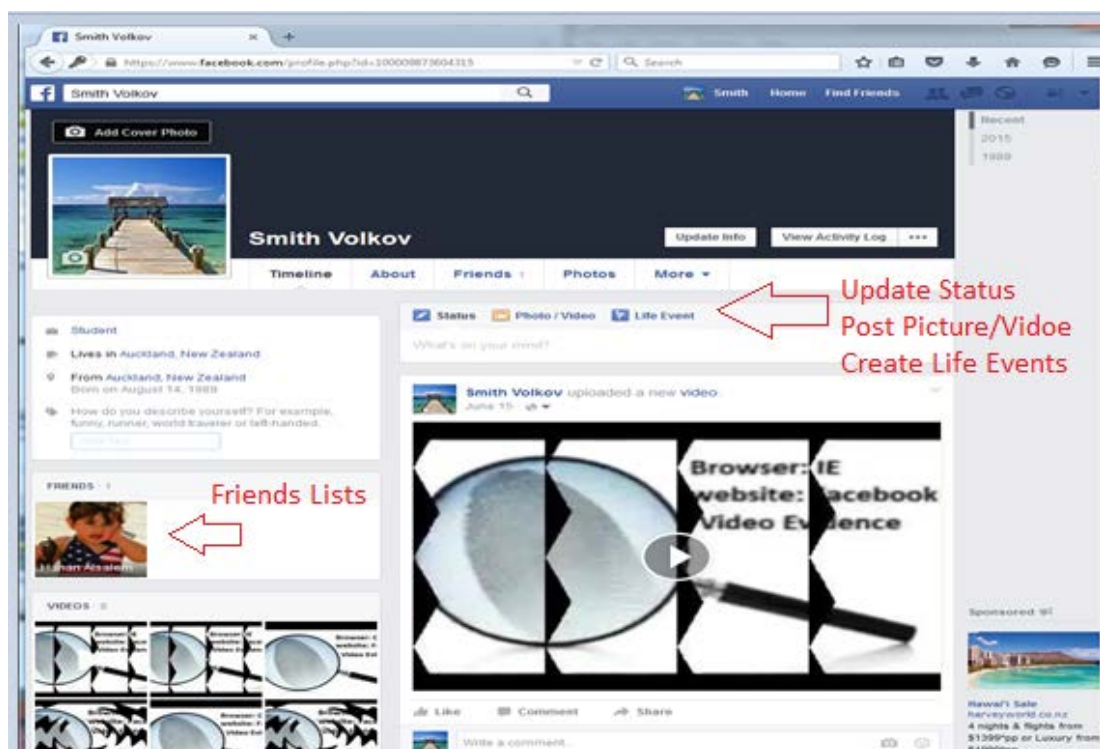 Smith Volkov
https://www.facebook.com/profile.php?id=100009873604315
Search
Smith Volkov
Smith Home Find Friends
Recent
2015
1989
Add Cover Photo
Smith Volkov
Update Info
View Activity Log
Timeline About Friends 1 Photos More
Status Photo / Video Life Event
What's on your mind?
Update Status
Post Picture/Vidoe
Create Life Events
Student
Lives in Auckland, New Zealand
From Auckland, New Zealand
Born on August 14, 1989
How do you describe yourself? For example,
funny, runner, world traveler or left-handed.
Smith Volkov uploaded a new video.
June 15
Browser: IE
website: Facebook
Video Evidence
FRIENDS · 1
Friends Lists
Hanan Alsalem
VIDEOS
Like Comment Share
Write a comment...
Sponsored
Hawai'i Sale
harveyworld.co.nz
4 nights & flights from
$1399*pp or Luxury from